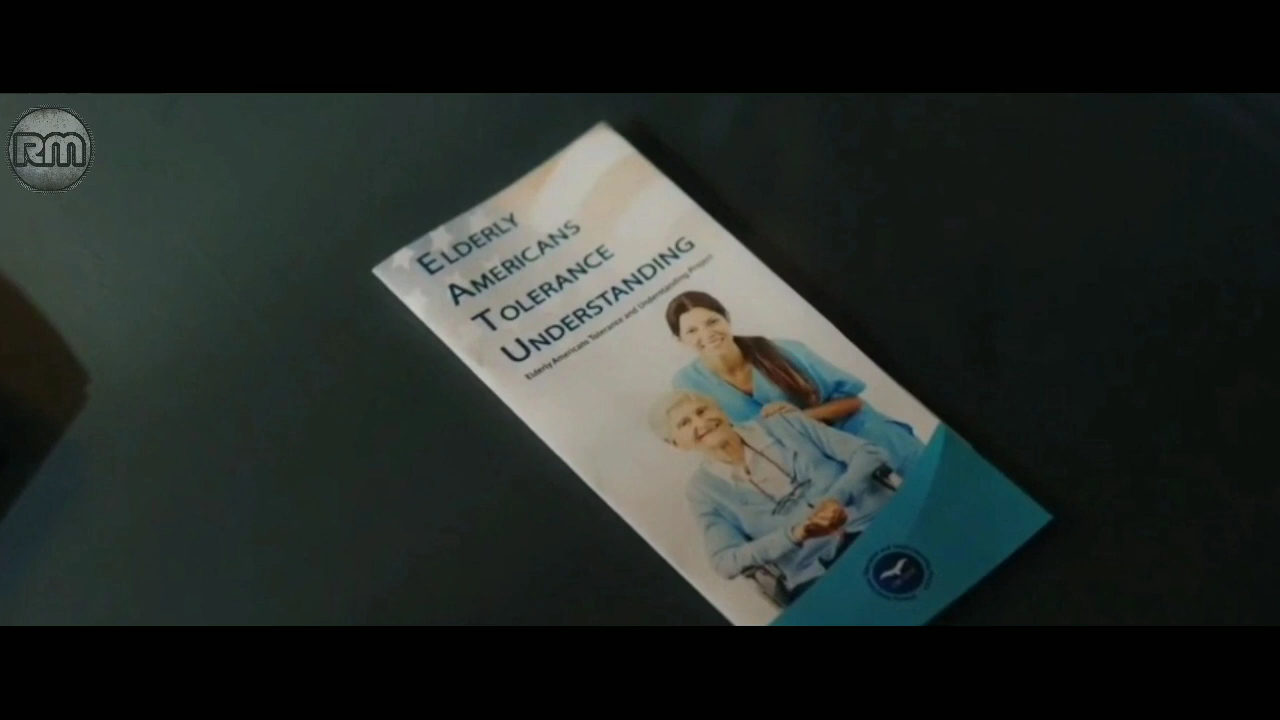 RM
ELDERLY
AMERICANS
TOLERANCE
UNDERSTANDING
Elderly Americans Tolerance and Understanding Project